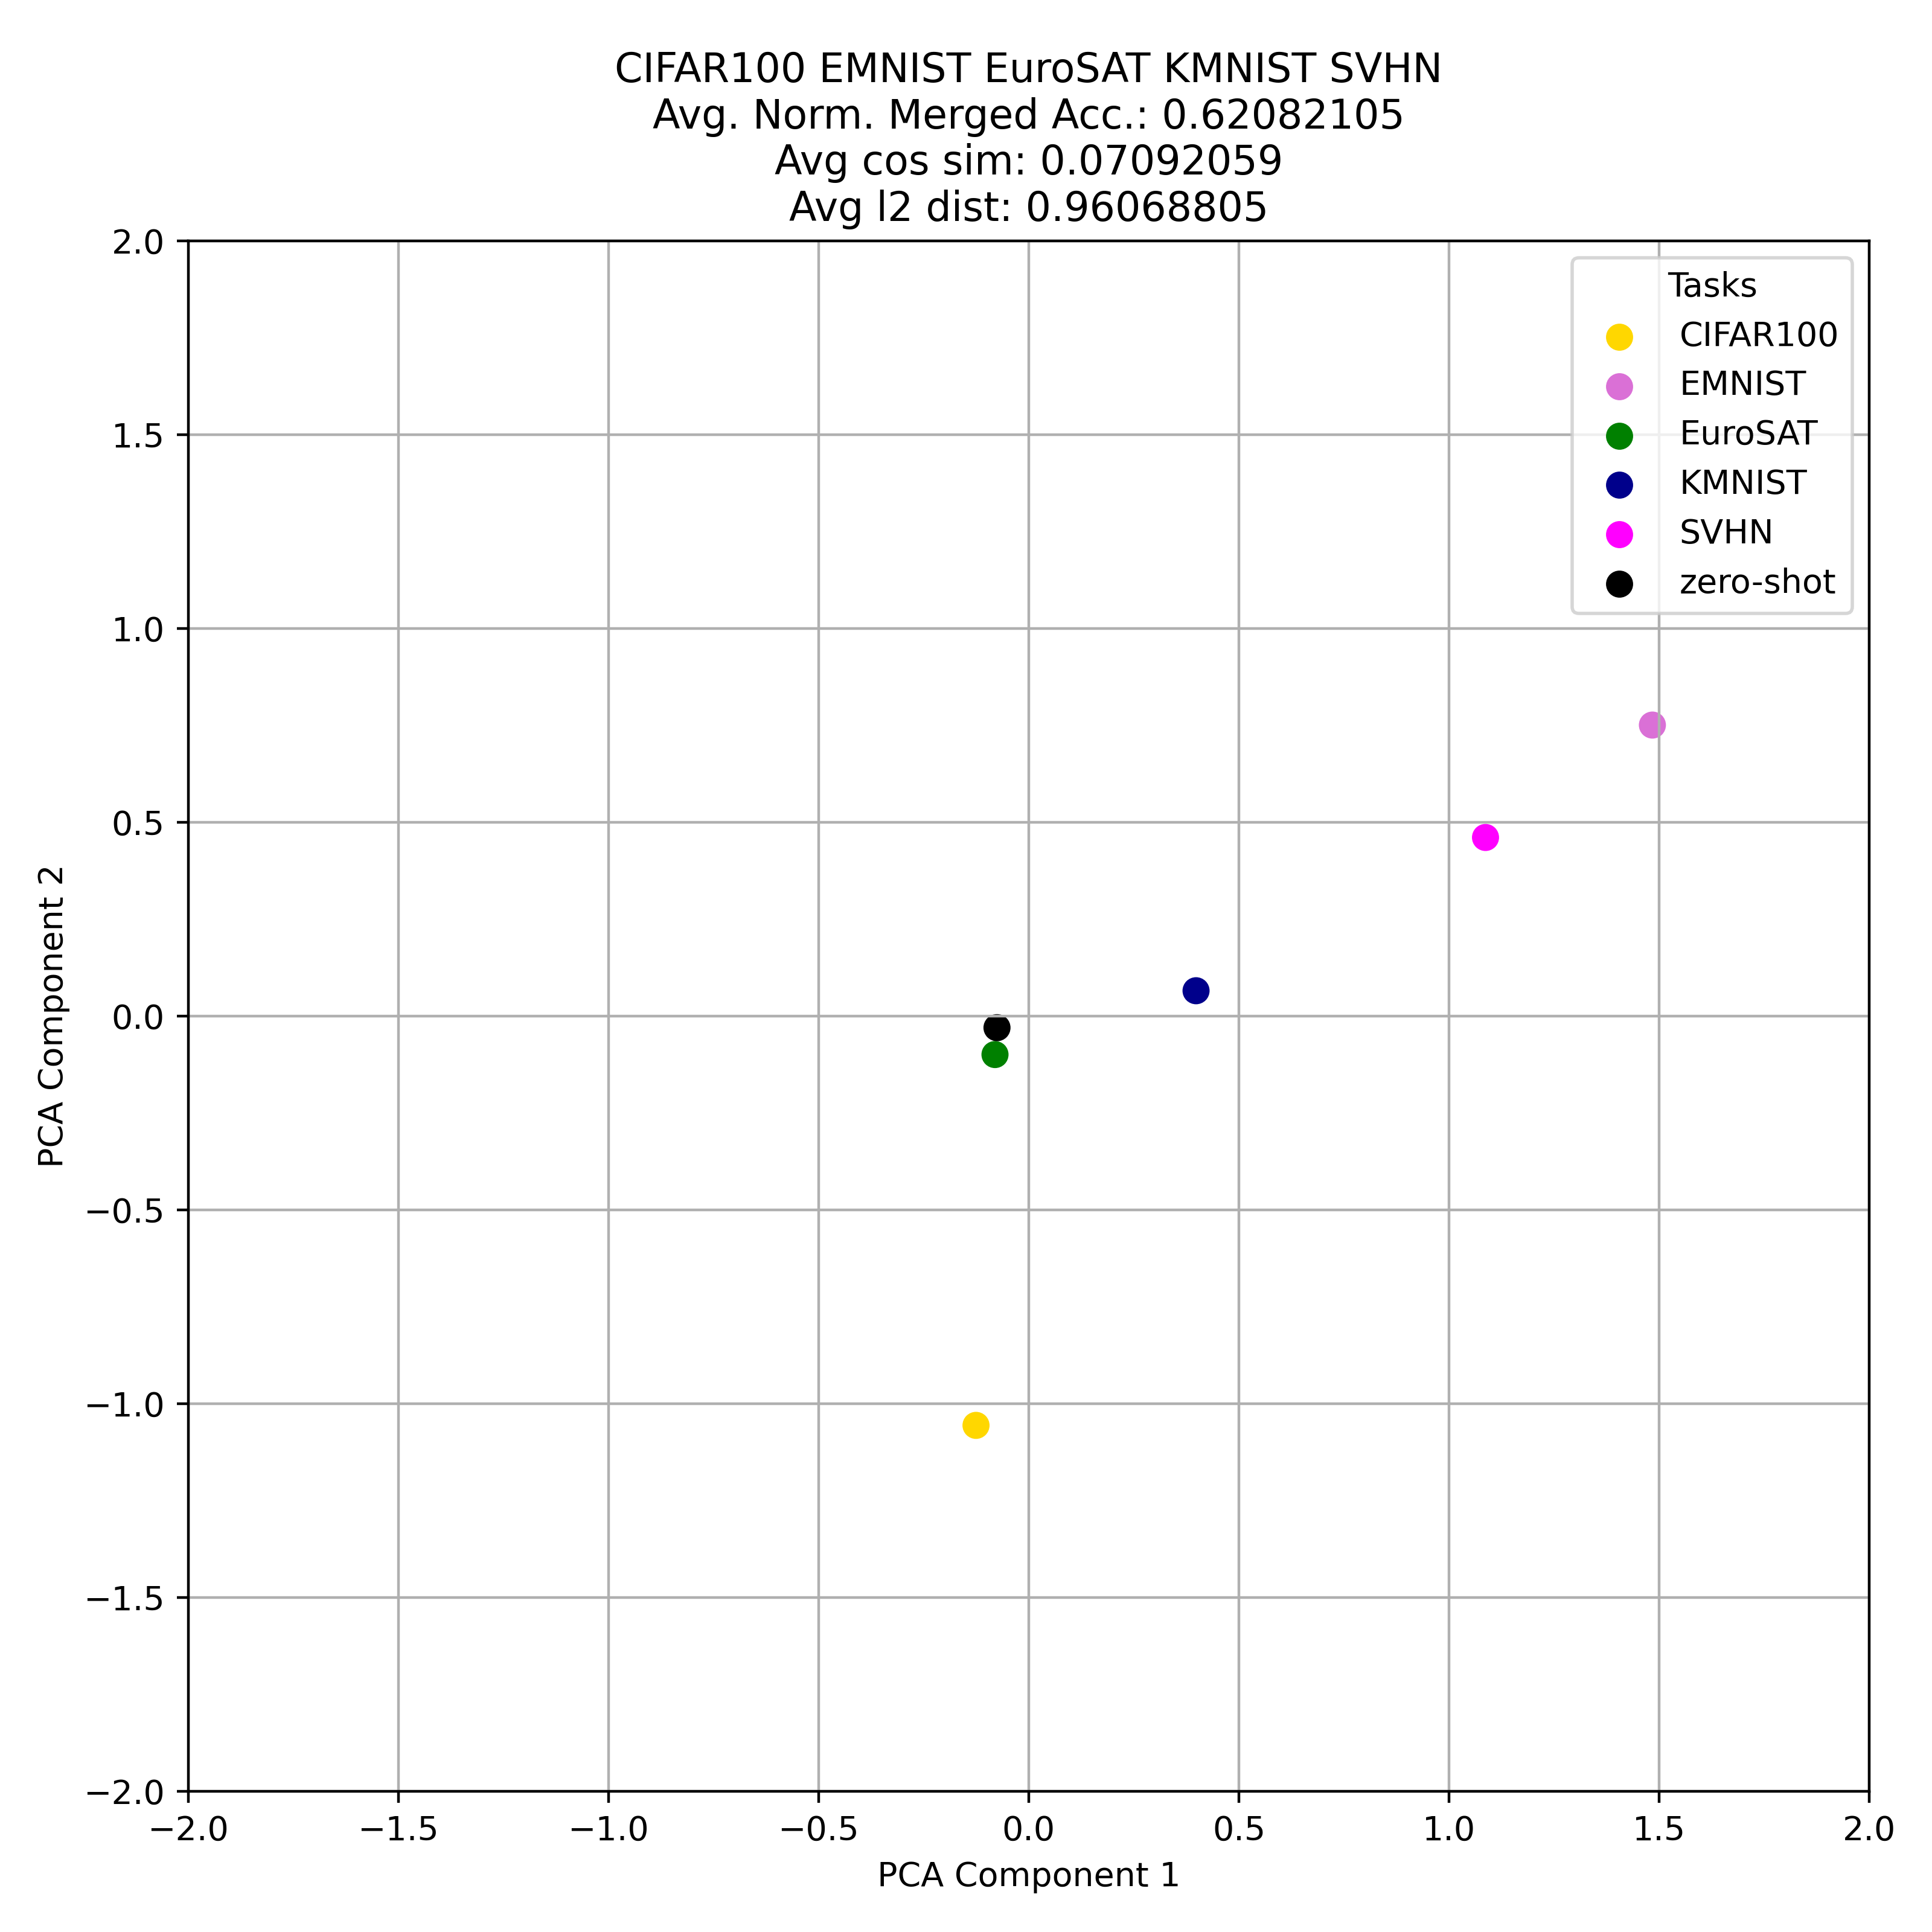 CIFAR100 EMNIST EuroSAT KMNIST SVHN
Avg. Norm. Merged Acc.: 0.62082105
Avg cos sim: 0.07092059
Avg l2 dist: 0.96068805
Tasks
CIFAR100
EMNIST
EuroSAT
KMNIST
SVHN
zero-shot
PCA Component 2
2.0
1.5
1.0
0.5
0.0
−0.5
−1.0
−1.5
−2.0
−2.0 −1.5 −1.0 −0.5 0.0 0.5 1.0 1.5 2.0
PCA Component 1